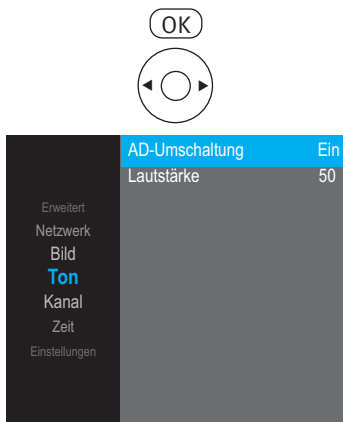 OK
AD-Umschaltung Ein
Lautstärke 50
Erweitert
Netzwerk
Bild
Ton
Kanal
Zeit
Einstellungen